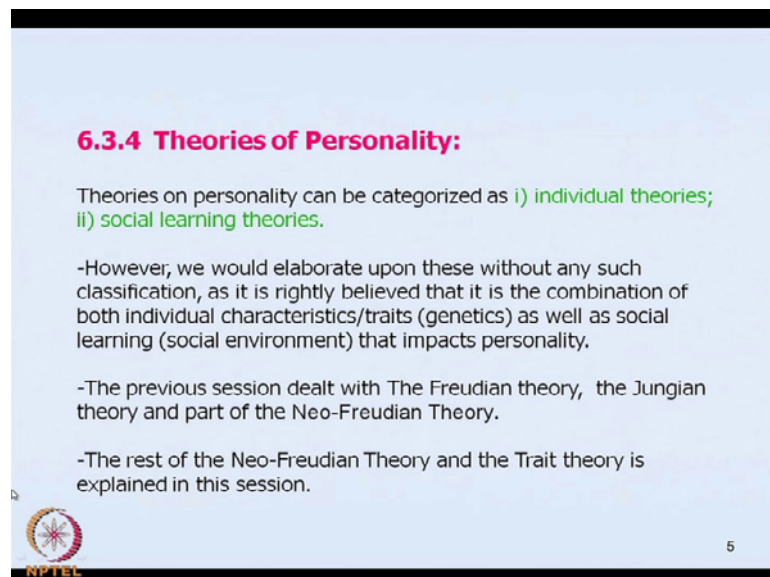 6.3.4 Theories of Personality:
Theories on personality can be categorized as i) individual theories;
ii) social learning theories.
-However, we would elaborate upon these without any such
classification, as it is rightly believed that it is the combination of
both individual characteristics/traits (genetics) as well as social
learning (social environment) that impacts personality.
-The previous session dealt with The Freudian theory, the Jungian
theory and part of the Neo-Freudian Theory.
-The rest of the Neo-Freudian Theory and the Trait theory is
explained in this session.
5
NPTEL